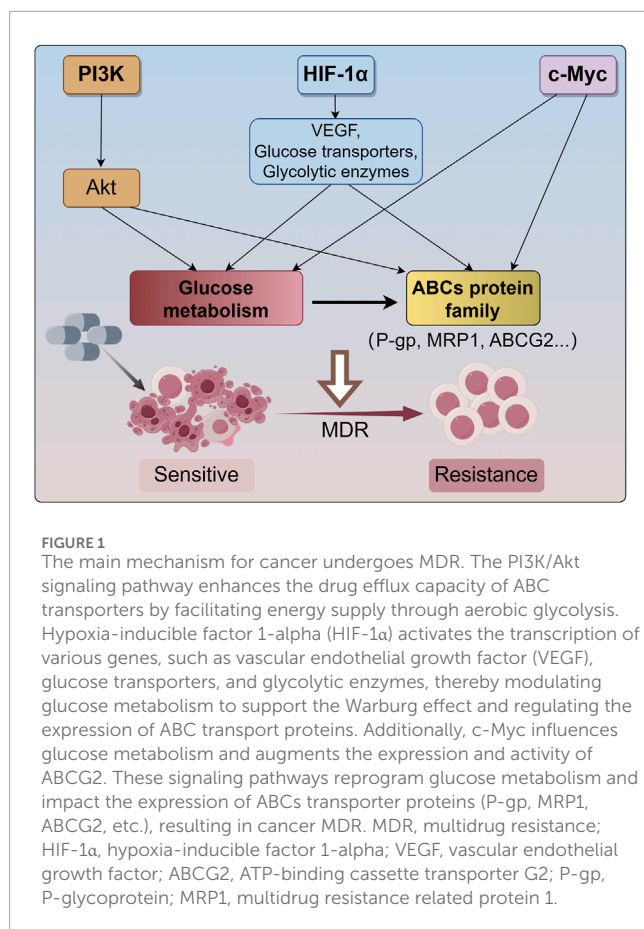 PI3K
HIF-1α
c-Myc
VEGF,
Glucose transporters,
Glycolytic enzymes
Akt
Glucose
metabolism
ABCs protein
family
(P-gp, MRP1, ABCG2...)
MDR
Sensitive
Resistance
FIGURE 1
The main mechanism for cancer undergoes MDR. The PI3K/Akt
signaling pathway enhances the drug efflux capacity of ABC
transporters by facilitating energy supply through aerobic glycolysis.
Hypoxia-inducible factor 1-alpha (HIF-1α) activates the transcription of
various genes, such as vascular endothelial growth factor (VEGF),
glucose transporters, and glycolytic enzymes, thereby modulating
glucose metabolism to support the Warburg effect and regulating the
expression of ABC transport proteins. Additionally, c-Myc influences
glucose metabolism and augments the expression and activity of
ABCG2. These signaling pathways reprogram glucose metabolism and
impact the expression of ABCs transporter proteins (P-gp, MRP1,
ABCG2, etc.), resulting in cancer MDR. MDR, multidrug resistance;
HIF-1α, hypoxia-inducible factor 1-alpha; VEGF, vascular endothelial
growth factor; ABCG2, ATP-binding cassette transporter G2; P-gp,
P-glycoprotein; MRP1, multidrug resistance related protein 1.